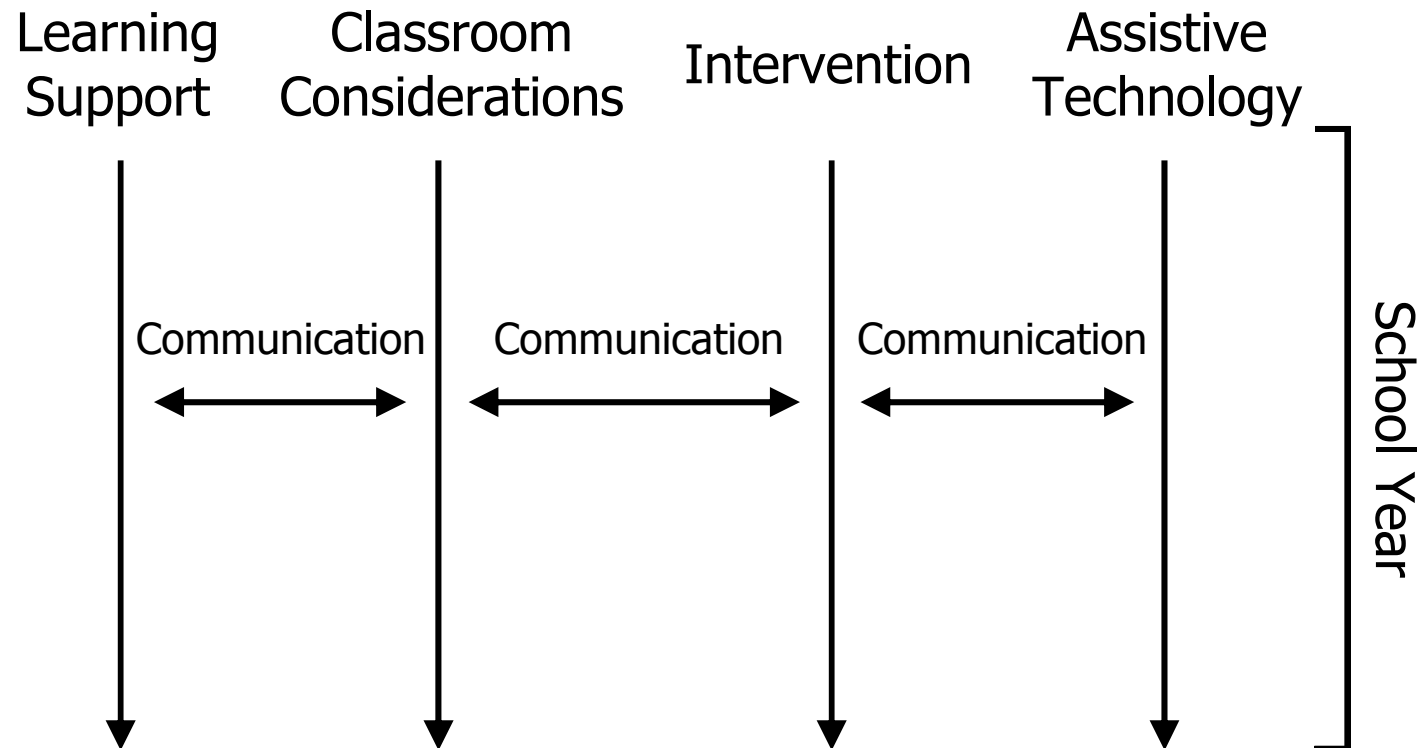 Learning
Support
Classroom
Considerations
Intervention
Assistive
Technology
Communication
Communication
Communication
School Year